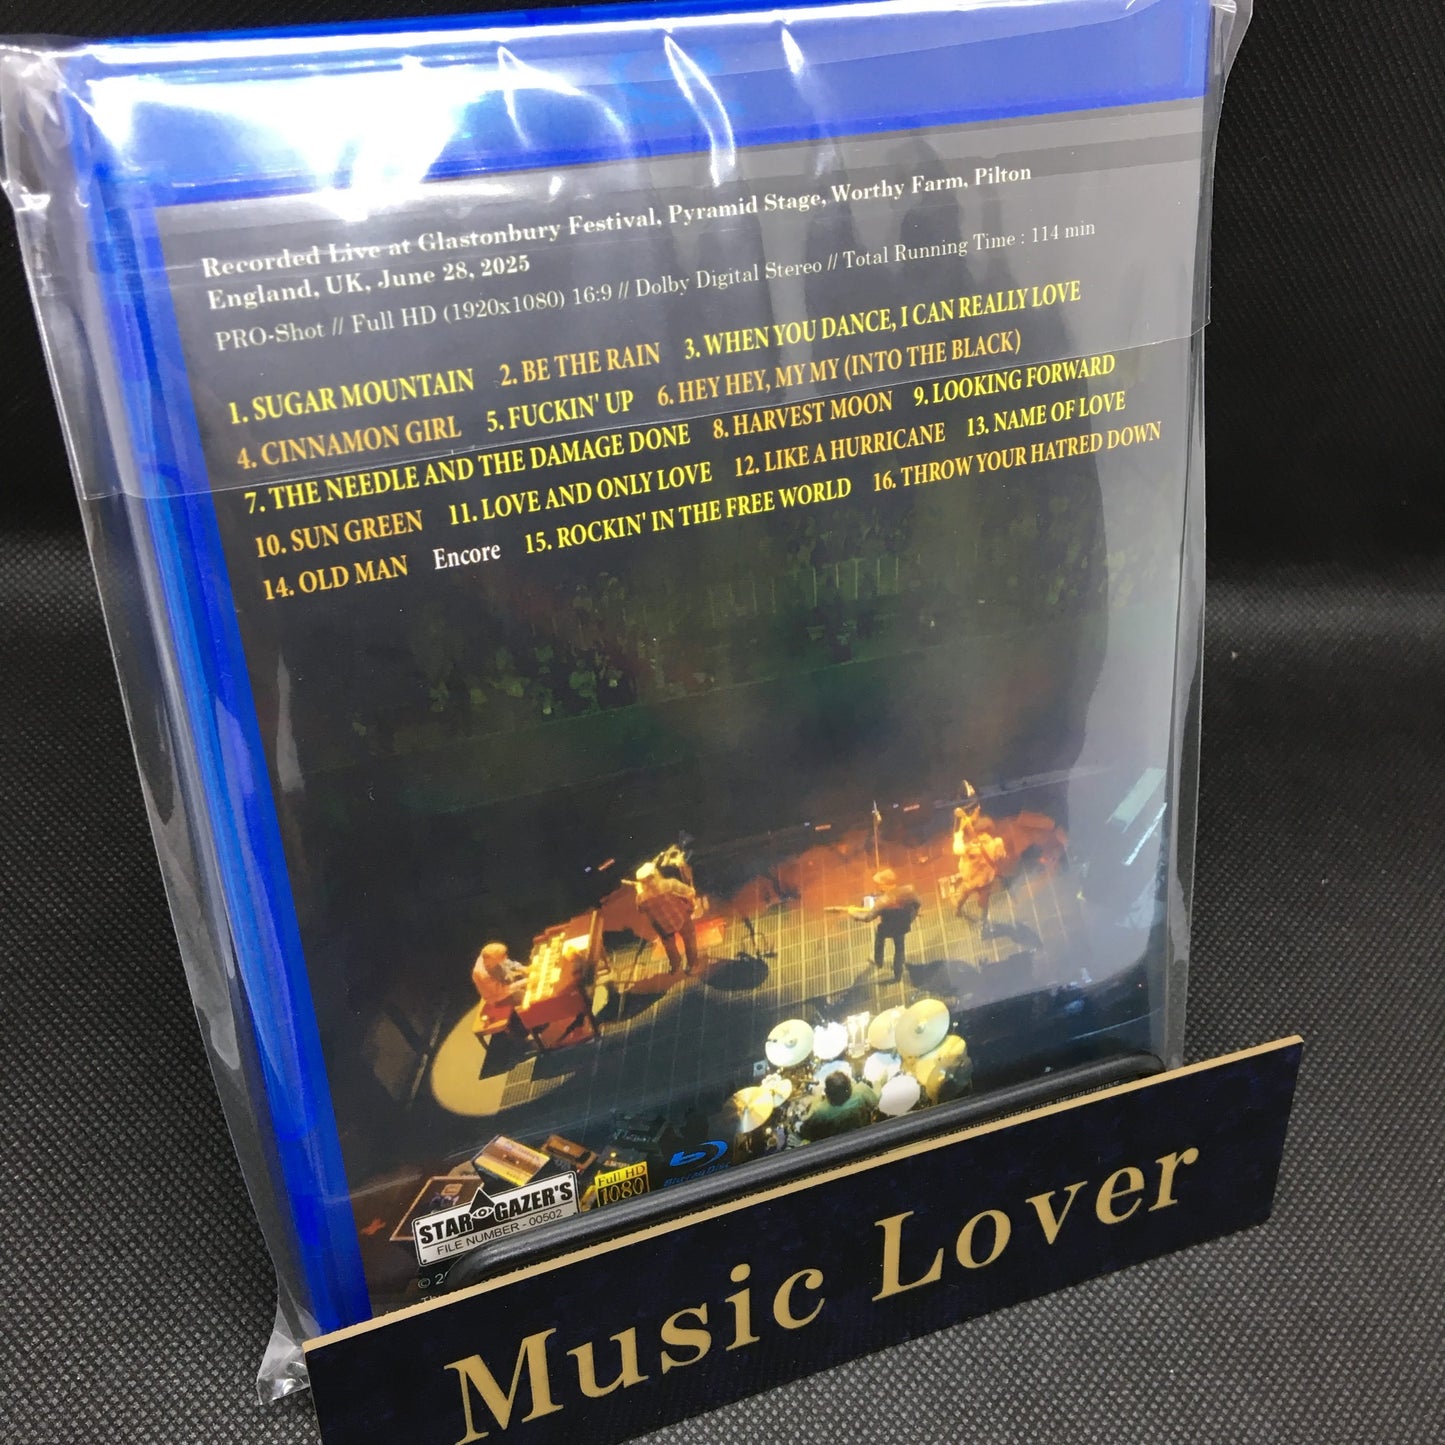 Recorded Live at Glastonbury Festival, Pyramid Stage, Worthy Farm, Pilton
England, UK, June 28, 2025
PRO-Shot // Full HD (1920x1080) 16:9 // Dolby Digital Stereo // Total Running Time : 114 min
1. SUGAR MOUNTAIN 2. BE THE RAIN 3. WHEN YOU DANCE, I CAN REALLY LOVE
4. CINNAMON GIRL 5. FUCKIN' UP 6. HEY HEY, MY MY (INTO THE BLACK)
7. THE NEEDLE AND THE DAMAGE DONE 8. HARVEST MOON 9. LOOKING FORWARD
10. SUN GREEN 11. LOVE AND ONLY LOVE 12. LIKE A HURRICANE 13. NAME OF LOVE
14. OLD MAN Encore 15. ROCKIN' IN THE FREE WORLD 16. THROW YOUR HATRED DOWN
STAR GAZER'S
FILE NUMBER - 00502
Full HD
1080
Blu-ray Disc
Music Lover